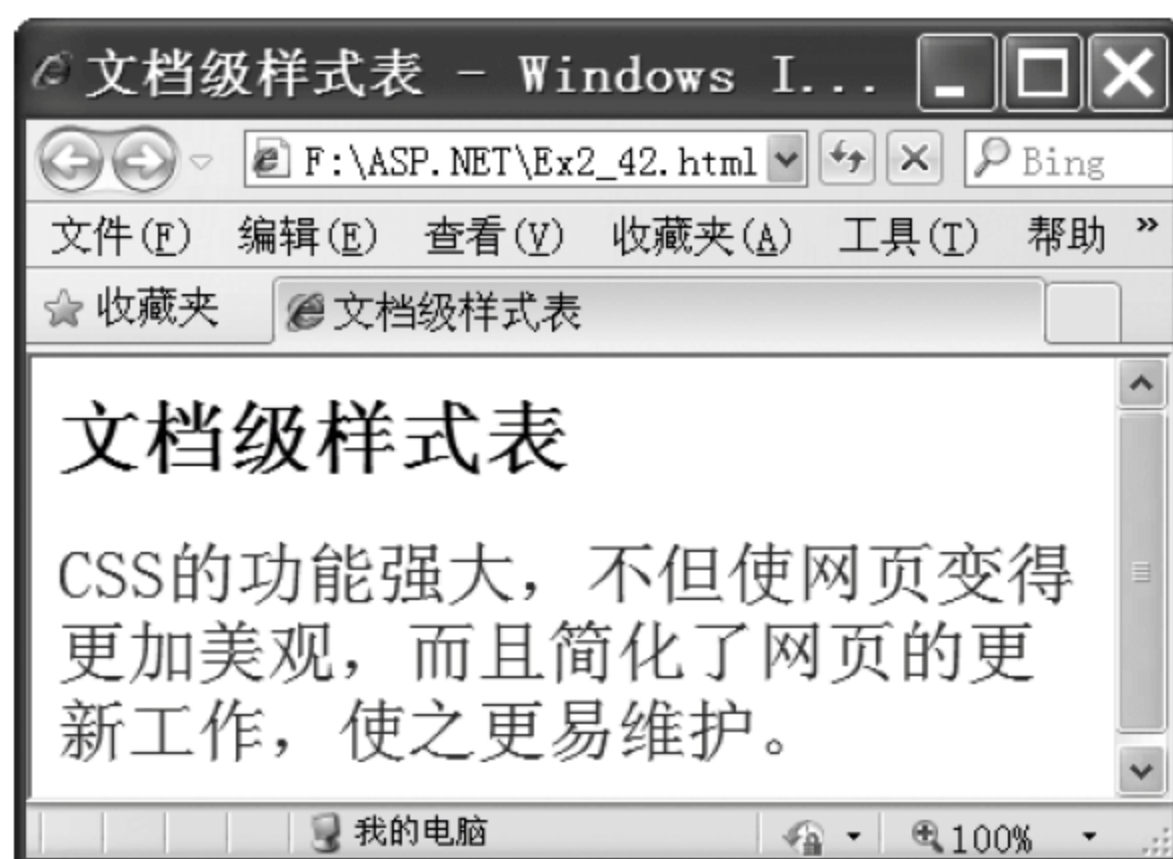 文档级样式表 - Windows I...
F:\ASP.NET\Ex2_42.html Bing
文件(F) 编辑(E) 查看(V) 收藏夹(A) 工具(T) 帮助 »
收藏夹 文档级样式表
文档级样式表
CSS的功能强大，不但使网页变得
更加美观，而且简化了网页的更
新工作，使之更易维护。
我的电脑 100%